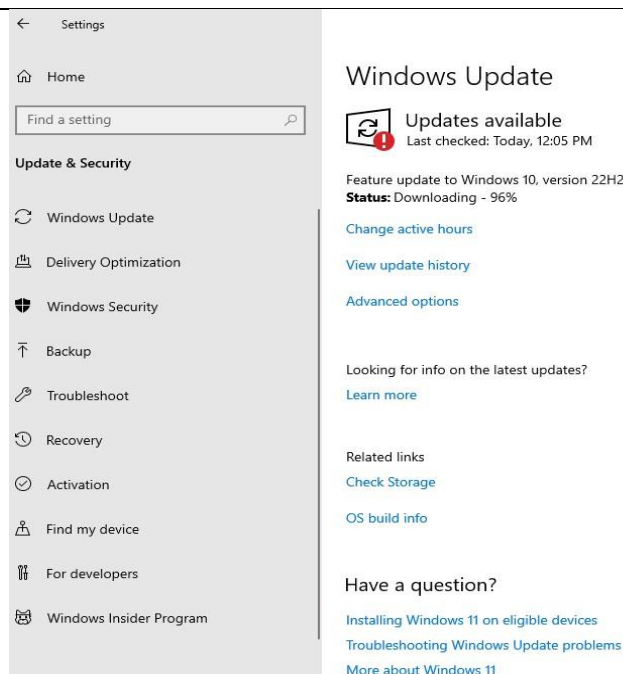 Settings
Home
Find a setting
Update & Security
Windows Update
Delivery Optimization
Windows Security
Backup
Troubleshoot
Recovery
Activation
Find my device
For developers
Windows Insider Program
Windows Update
Updates available
Last checked: Today, 12:05 PM
Feature update to Windows 10, version 22H2
Status: Downloading - 96%
Change active hours
View update history
Advanced options
Looking for info on the latest updates?
Learn more
Related links
Check Storage
OS build info
Have a question?
Installing Windows 11 on eligible devices
Troubleshooting Windows Update problems
More about Windows 11